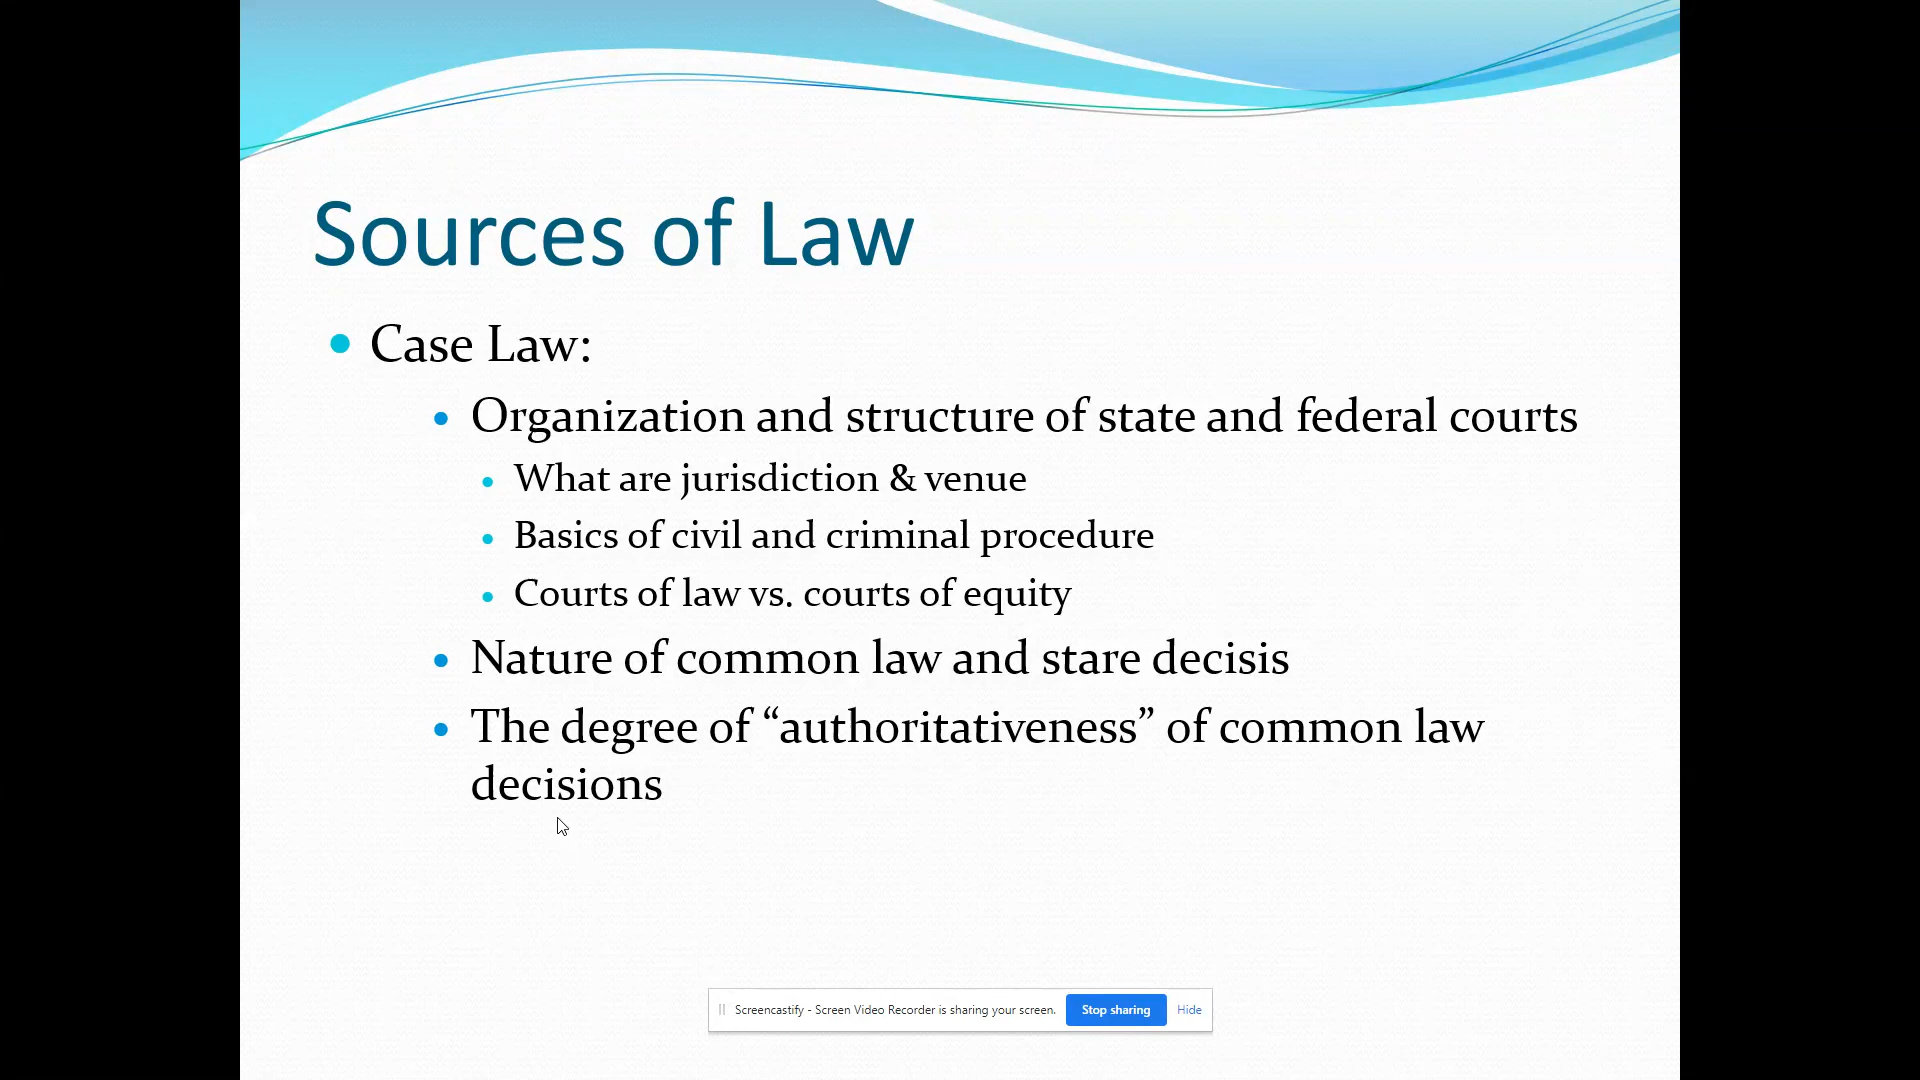 Sources of Law
Case Law:
Organization and structure of state and federal courts
What are jurisdiction & venue
Basics of civil and criminal procedure
Courts of law vs. courts of equity
Nature of common law and stare decisis
The degree of “authoritativeness” of common law
decisions
Screencastify - Screen Video Recorder is sharing your screen. Stop sharing Hide